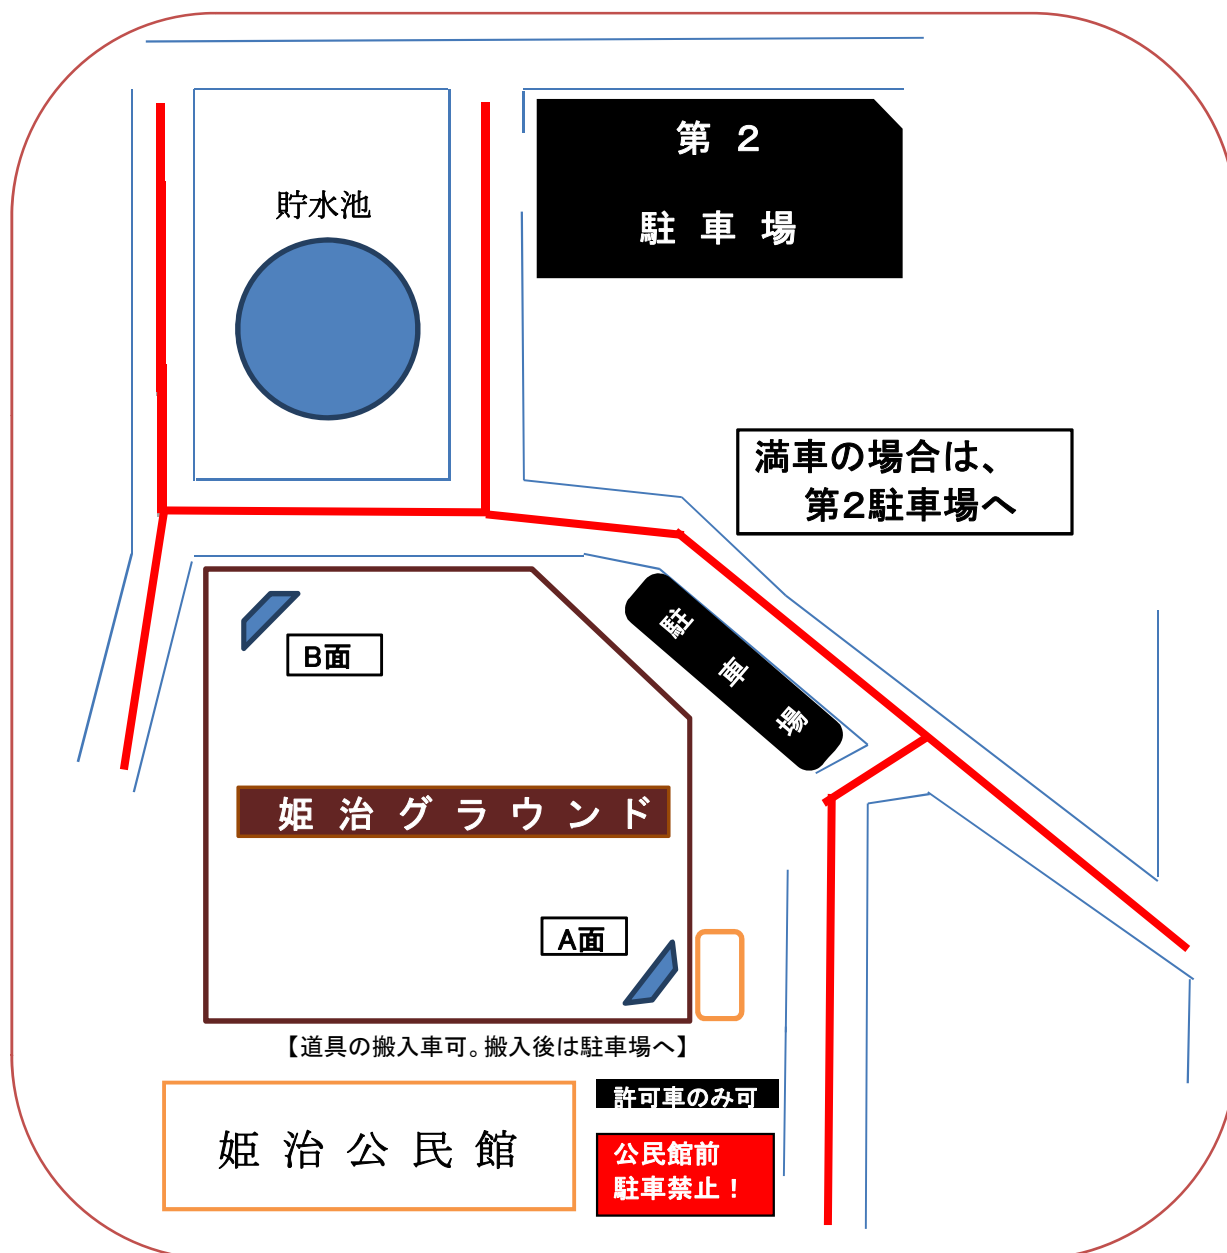 第 2
駐 車 場
貯水池
満車の場合は、
第2駐車場へ
駐 車 場
B面
姫 治 グ ラ ウ ン ド
A面
【道具の搬入車可。搬入後は駐車場へ】
許可車のみ可
姫 治 公 民 館
公民館前
駐車禁止！